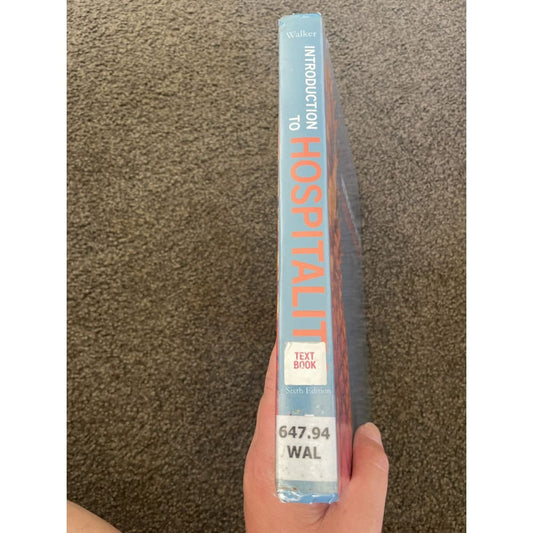 Walker
INTRODUCTION
TO
HOSPITALIT
TEXT
BOOK
Sixth Edition
647.94
WAL